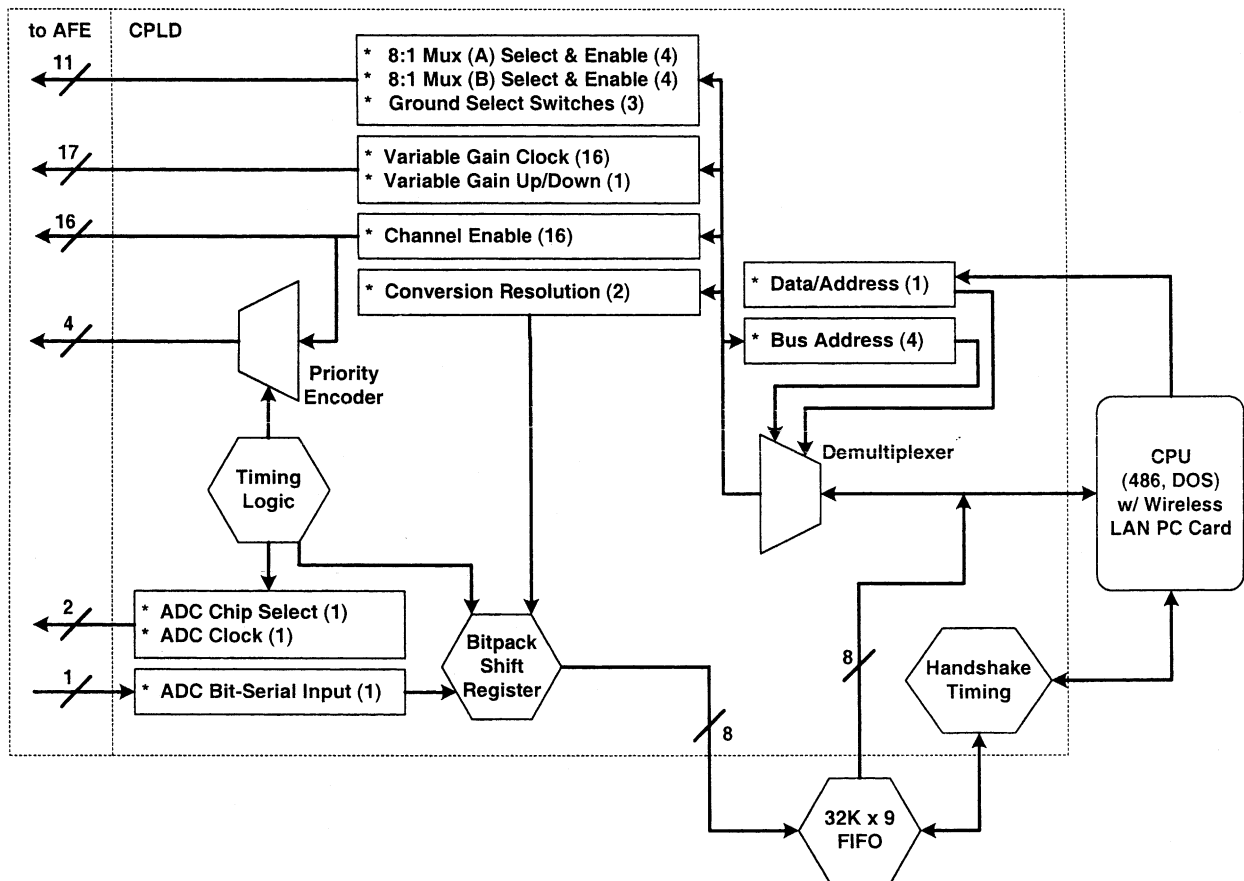 to AFE
CPLD
11
* 8:1 Mux (A) Select & Enable (4)
* 8:1 Mux (B) Select & Enable (4)
* Ground Select Switches (3)
17
* Variable Gain Clock (16)
* Variable Gain Up/Down (1)
16
* Channel Enable (16)
* Conversion Resolution (2)
* Data/Address (1)
4
* Bus Address (4)
Priority
Encoder
Demultiplexer
CPU
(486, DOS)
w/ Wireless
LAN PC Card
Timing
Logic
2
* ADC Chip Select (1)
* ADC Clock (1)
1
* ADC Bit-Serial Input (1)
Bitpack
Shift
Register
8
Handshake
Timing
8
32K x 9
FIFO